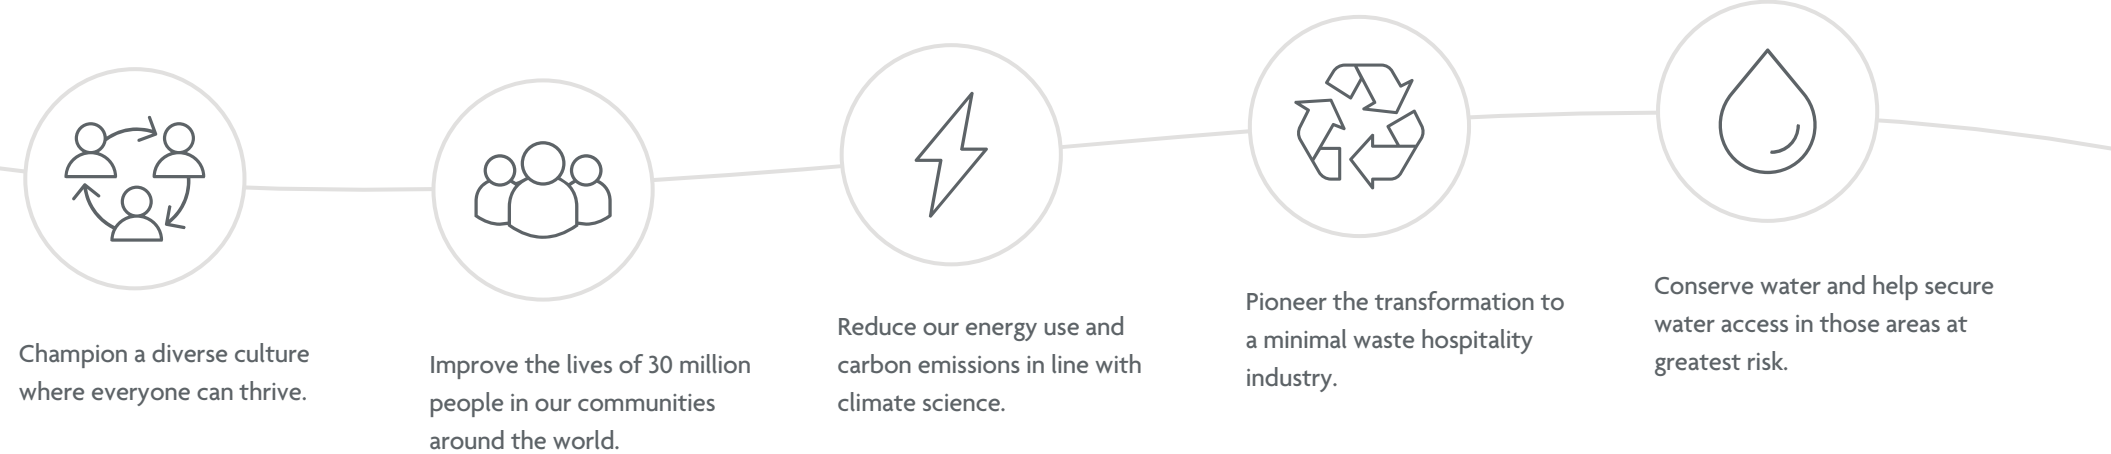 Champion a diverse culture
where everyone can thrive.
Improve the lives of 30 million
people in our communities
around the world.
Reduce our energy use and
carbon emissions in line with
climate science.
Pioneer the transformation to
a minimal waste hospitality
industry.
Conserve water and help secure
water access in those areas at
greatest risk.